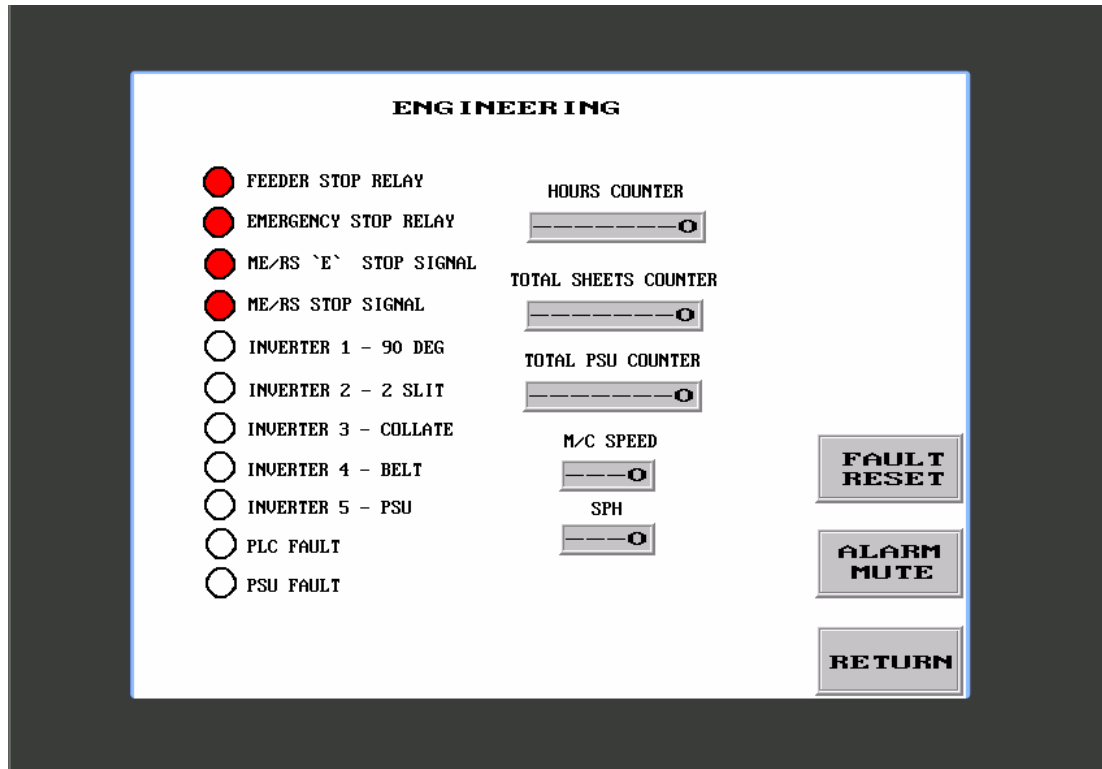 ENGINEERING
FEEDER STOP RELAY
EMERGENCY STOP RELAY
ME/RS `E` STOP SIGNAL
ME/RS STOP SIGNAL
INVERTER 1 - 90 DEG
INVERTER 2 - 2 SLIT
INVERTER 3 - COLLATE
INVERTER 4 - BELT
INVERTER 5 - PSU
PLC FAULT
PSU FAULT
HOURS COUNTER
-------0
TOTAL SHEETS COUNTER
-------0
TOTAL PSU COUNTER
-------0
M/C SPEED
---0
SPH
---0
FAULT
RESET
ALARM
MUTE
RETURN